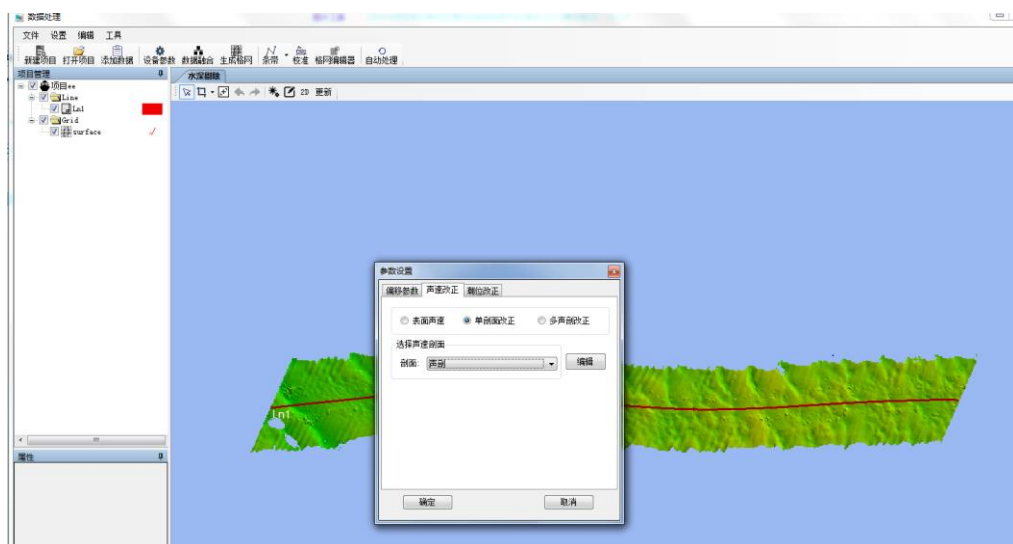 数据处理
文件 设置 编辑 工具
新建项目 打开项目 添加数据 设备参数 数据融合 生成格网 条带 校准 格网编辑器 自动处理
项目管理
水深剔除
项目ee
Line
Ln1
Grid
surface
2D 更新
参数设置
偏移参数 声速改正 潮位改正
表面声速 单剖面改正 多声剖改正
选择声速剖面
剖面: 声剖 编辑
Ln1
确定 取消
属性